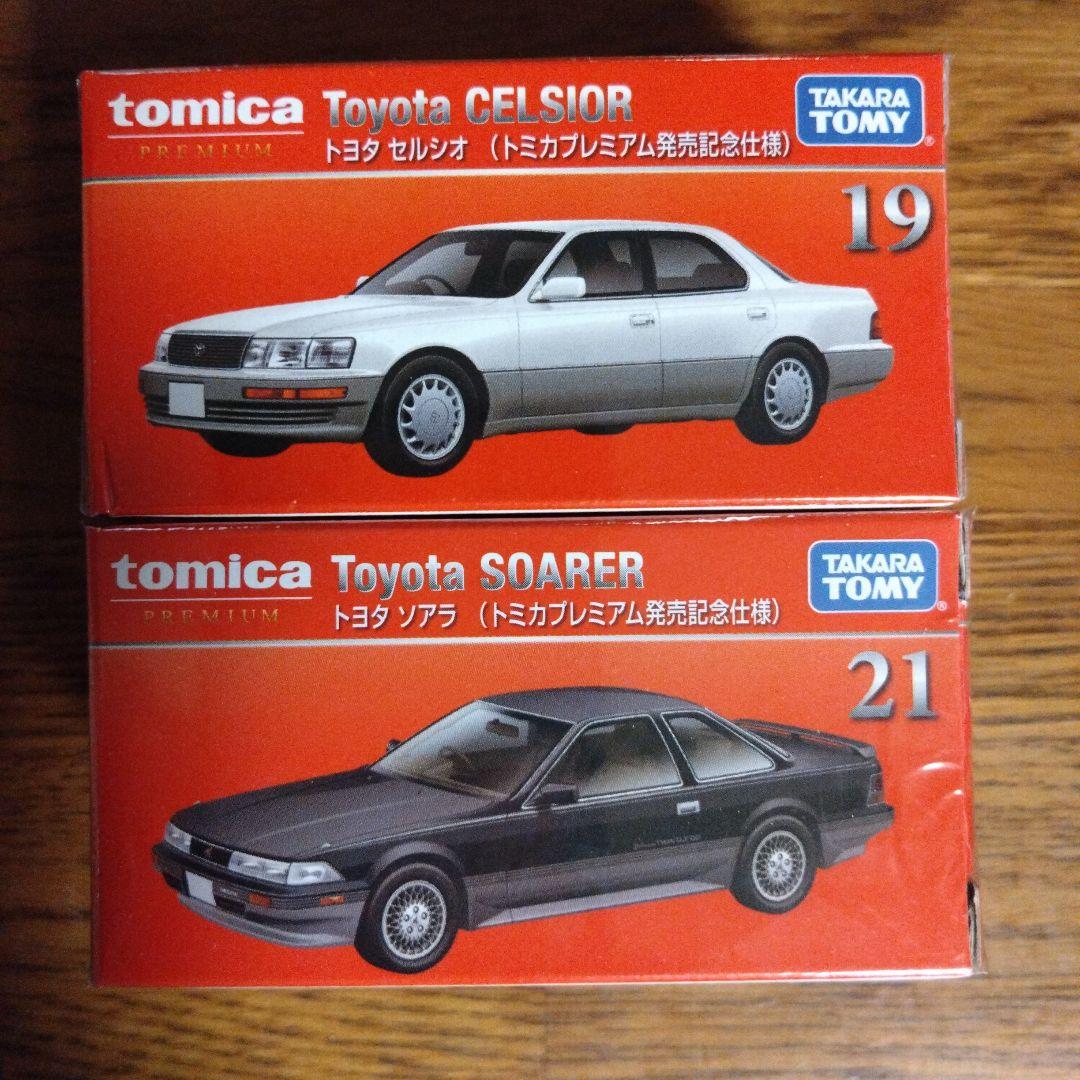 tomica Toyota CELSIOR TAKARA TOMY®
PREMIUM トヨタ セルシオ (トミカプレミアム発売記念仕様)
19
tomica Toyota SOARER TAKARA TOMY®
PREMIUM トヨタ ソアラ (トミカプレミアム発売記念仕様)
21